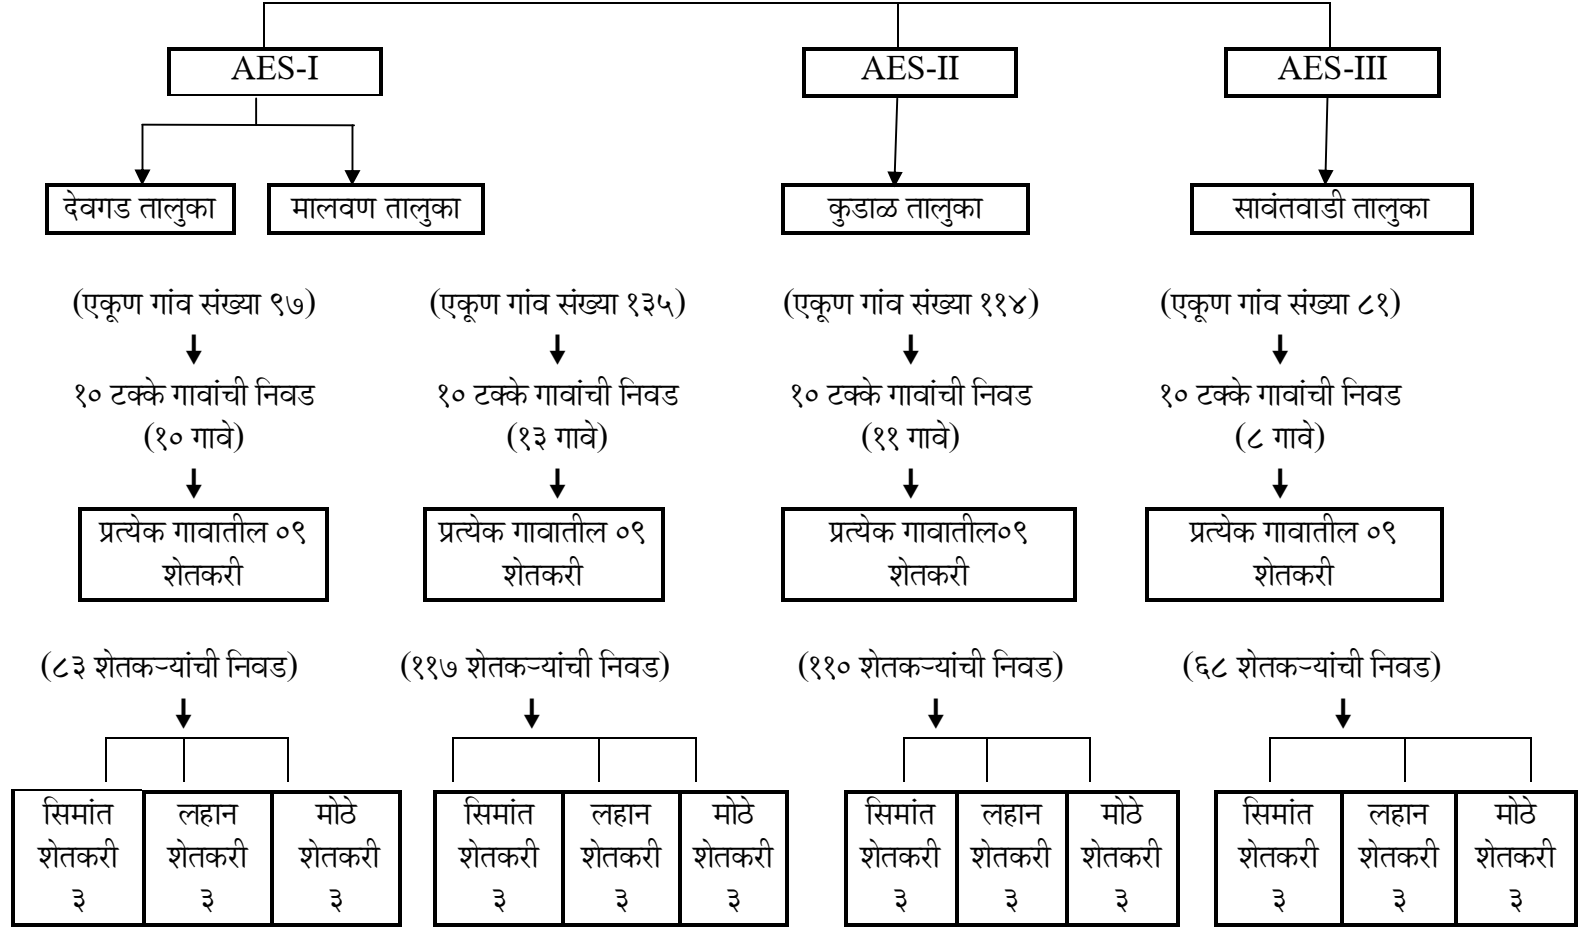 AES-I
AES-II
AES-III
देवगड तालुका
मालवण तालुका
कुडाळ तालुका
सावंतवाडी तालुका
(एकूण गांव संख्या ९७)
(एकूण गांव संख्या १३५)
(एकूण गांव संख्या ११४)
(एकूण गांव संख्या ८१)
१० टक्के गावांची निवड
(१० गावे)
१० टक्के गावांची निवड
(१३ गावे)
१० टक्के गावांची निवड
(११ गावे)
१० टक्के गावांची निवड
(८ गावे)
प्रत्येक गावातील ०९
शेतकरी
प्रत्येक गावातील ०९
शेतकरी
प्रत्येक गावातील०९
शेतकरी
प्रत्येक गावातील ०९
शेतकरी
(८३ शेतकऱ्यांची निवड)
(११७ शेतकऱ्यांची निवड)
(११० शेतकऱ्यांची निवड)
(६८ शेतकऱ्यांची निवड)
सिमांत
शेतकरी
३
लहान
शेतकरी
३
मोठे
शेतकरी
३
सिमांत
शेतकरी
३
लहान
शेतकरी
३
मोठे
शेतकरी
३
सिमांत
शेतकरी
३
लहान
शेतकरी
३
मोठे
शेतकरी
३
सिमांत
शेतकरी
३
लहान
शेतकरी
३
मोठे
शेतकरी
३